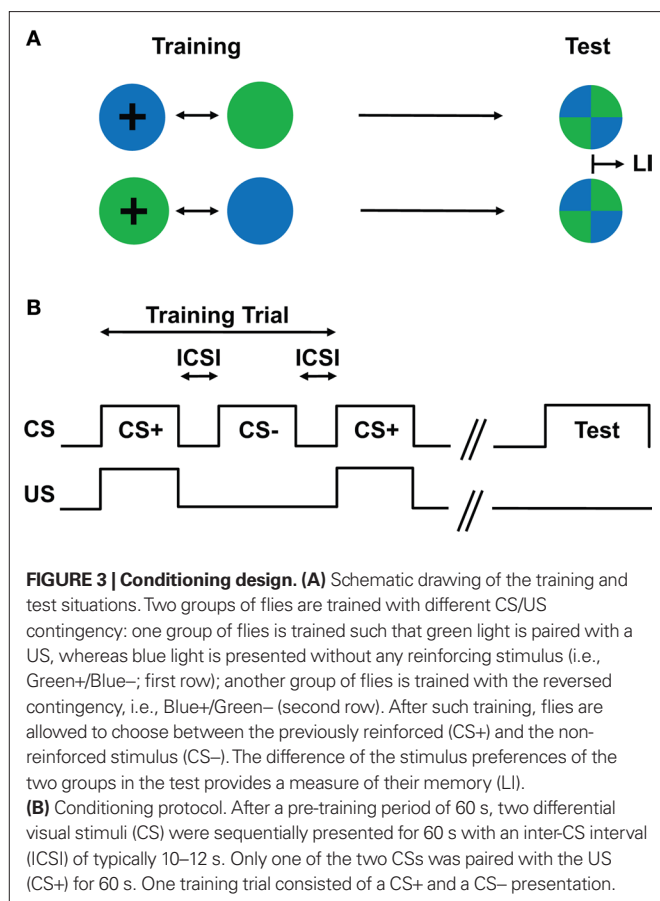 A
Training
Test
+
LI
+
B
Training Trial
ICSI
ICSI
CS
CS+
CS-
CS+
Test
US
FIGURE 3 | Conditioning design. (A) Schematic drawing of the training and
test situations. Two groups of flies are trained with different CS/US
contingency: one group of flies is trained such that green light is paired with a
US, whereas blue light is presented without any reinforcing stimulus (i.e.,
Green+/Blue–; first row); another group of flies is trained with the reversed
contingency, i.e., Blue+/Green– (second row). After such training, flies are
allowed to choose between the previously reinforced (CS+) and the non-
reinforced stimulus (CS–). The difference of the stimulus preferences of the
two groups in the test provides a measure of their memory (LI).
(B) Conditioning protocol. After a pre-training period of 60 s, two differential
visual stimuli (CS) were sequentially presented for 60 s with an inter-CS interval
(ICSI) of typically 10–12 s. Only one of the two CSs was paired with the US
(CS+) for 60 s. One training trial consisted of a CS+ and a CS– presentation.